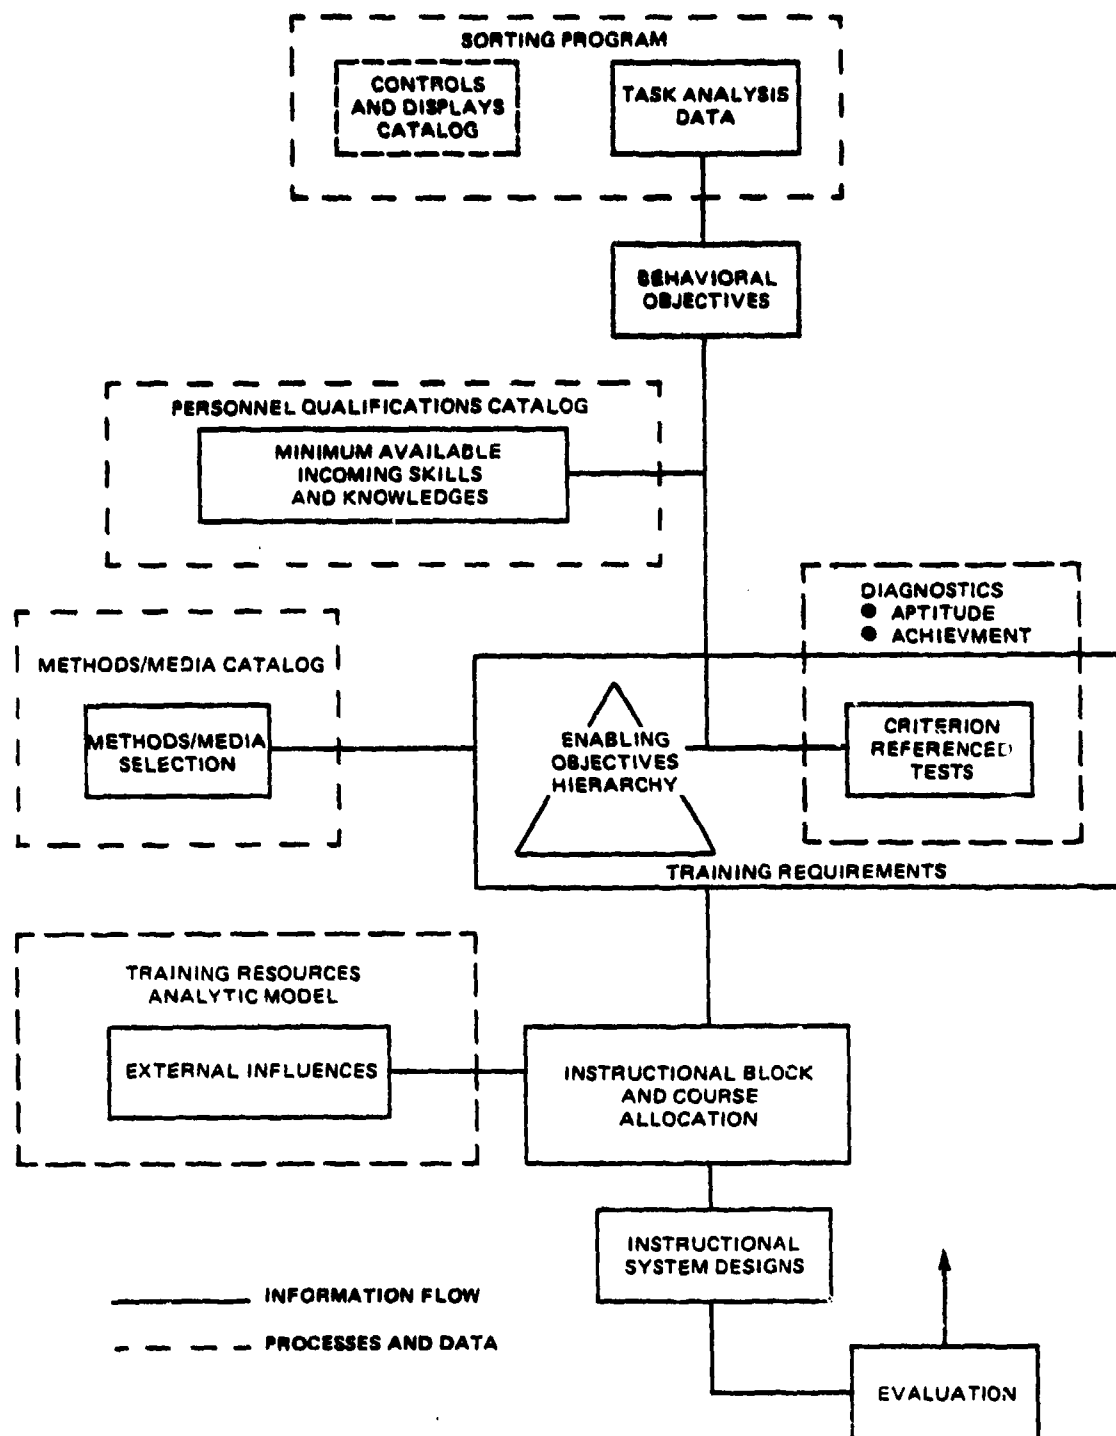 SORTING PROGRAM
CONTROLS
AND DISPLAYS
CATALOG
TASK ANALYSIS
DATA
BEHAVIORAL
OBJECTIVES
PERSONNEL QUALIFICATIONS CATALOG
MINIMUM AVAILABLE
INCOMING SKILLS
AND KNOWLEDGES
DIAGNOSTICS
● APTITUDE
● ACHIEVMENT
METHODS/MEDIA CATALOG
METHODS/MEDIA
SELECTION
ENABLING
OBJECTIVES
HIERARCHY
CRITERION
REFERENCED
TESTS
TRAINING REQUIREMENTS
TRAINING RESOURCES
ANALYTIC MODEL
EXTERNAL INFLUENCES
INSTRUCTIONAL BLOCK
AND COURSE
ALLOCATION
INSTRUCTIONAL
SYSTEM DESIGNS
INFORMATION FLOW
PROCESSES AND DATA
EVALUATION